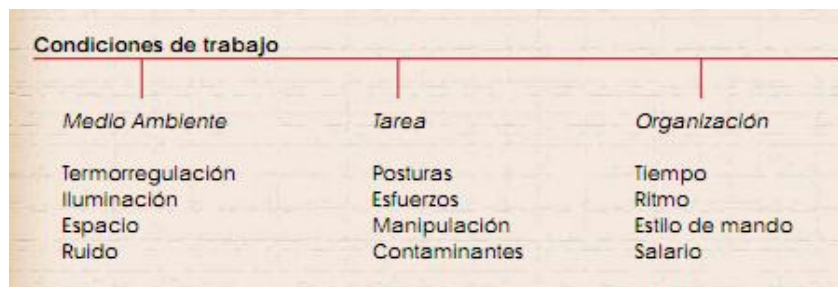 Condiciones de trabajo
Medio Ambiente Tarea Organización
Termorregulación Posturas Tiempo
Iluminación Esfuerzos Ritmo
Espacio Manipulación Estilo de mando
Ruido Contaminantes Salario